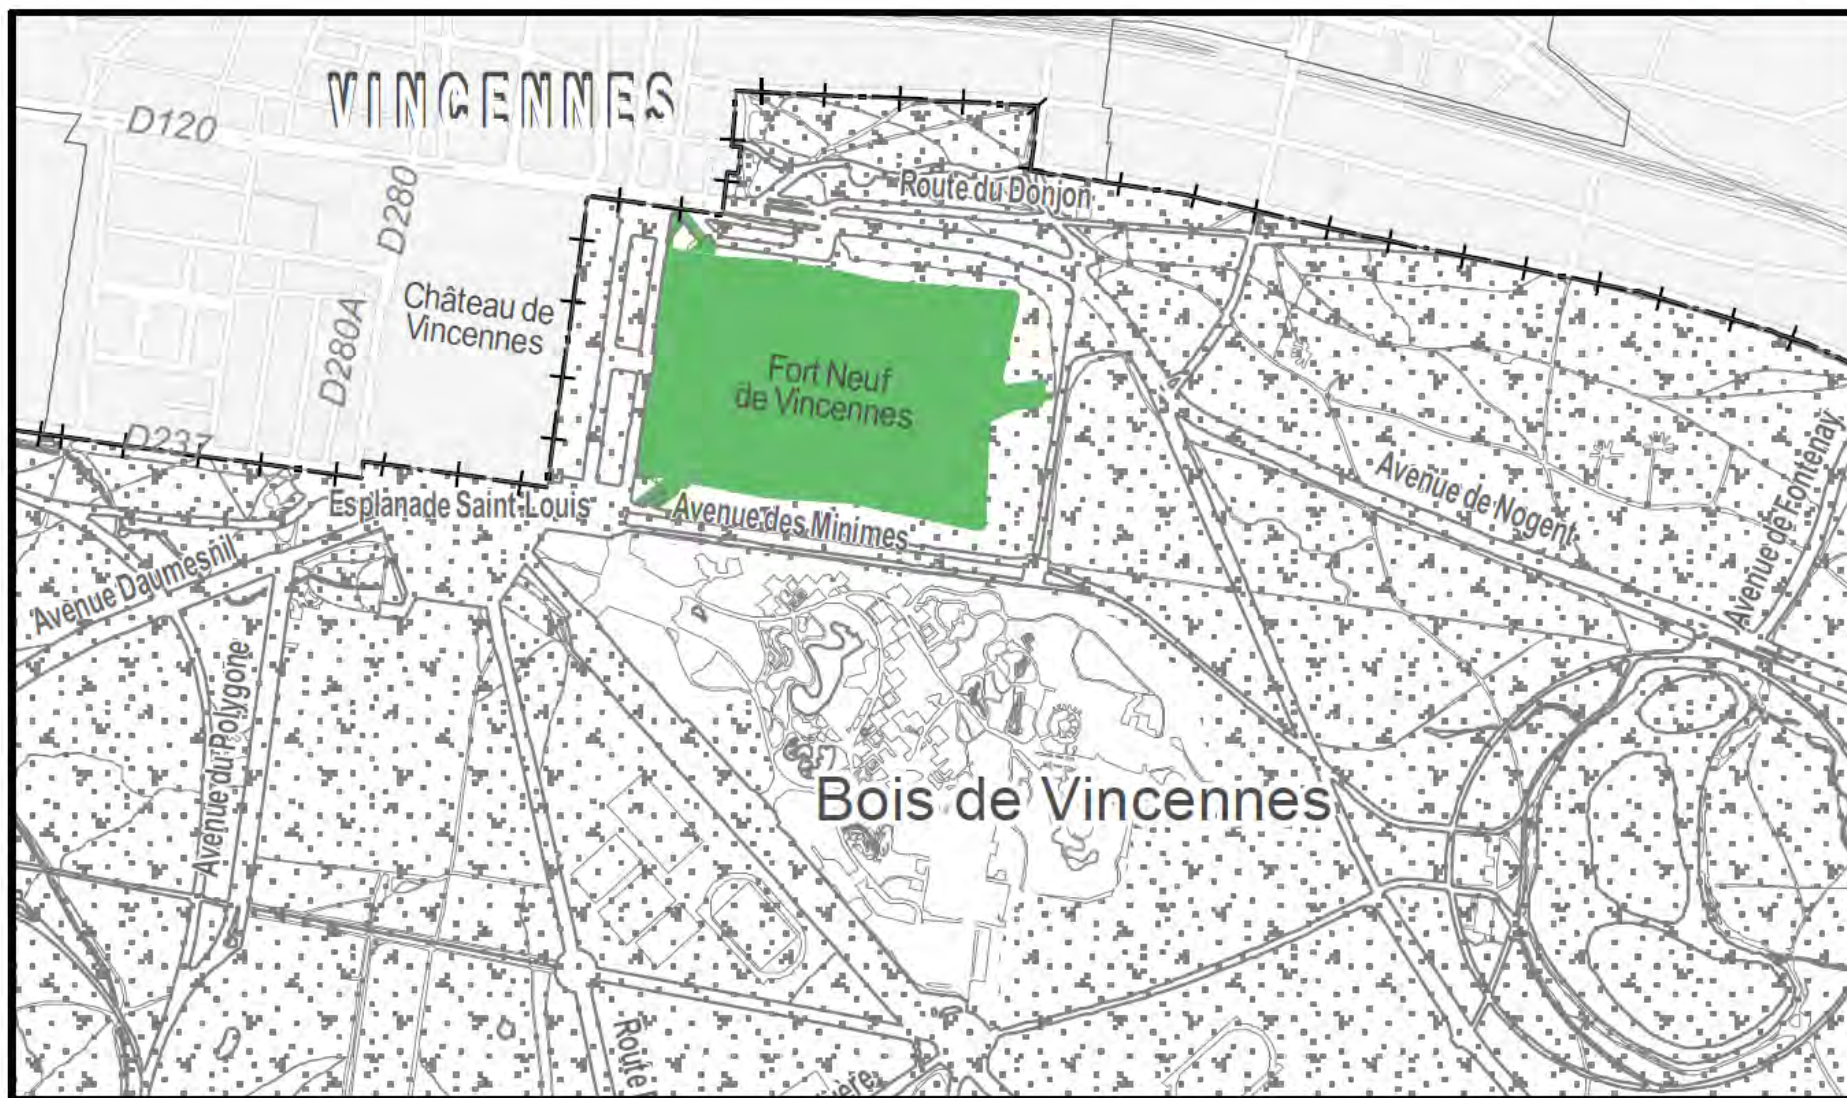 VINCENNES
D120
D280
Route du Donjon
Château de
Vincennes
D280A
Fort Neuf
de Vincennes
D237
Esplanade Saint Louis
Avenue des Minimes
Avenue de Nogent
Avenue de Fontenay
Avenue Daumesnil
Avenue du Polygone
Bois de Vincennes
Route